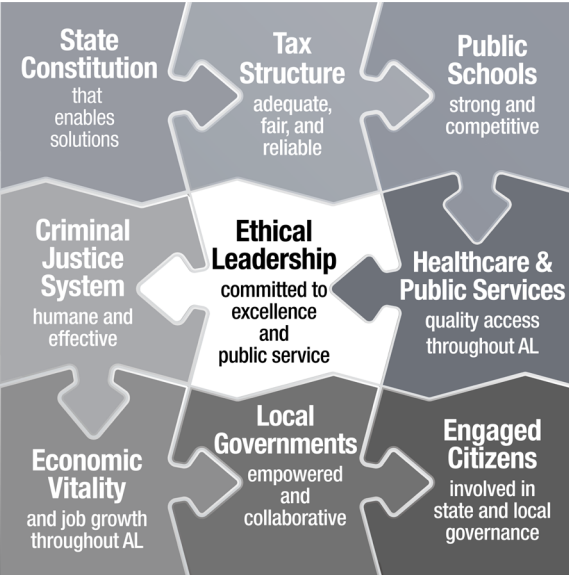 State
Constitution
that
enables
solutions
Tax
Structure
adequate,
fair, and
reliable
Public
Schools
strong and
competitive
Criminal
Justice
System
humane and
effective
Ethical
Leadership
committed to
excellence
and
public service
Healthcare &
Public Services
quality access
throughout AL
Economic
Vitality
and job growth
throughout AL
Local
Governments
empowered
and
collaborative
Engaged
Citizens
involved in
state and local
governance